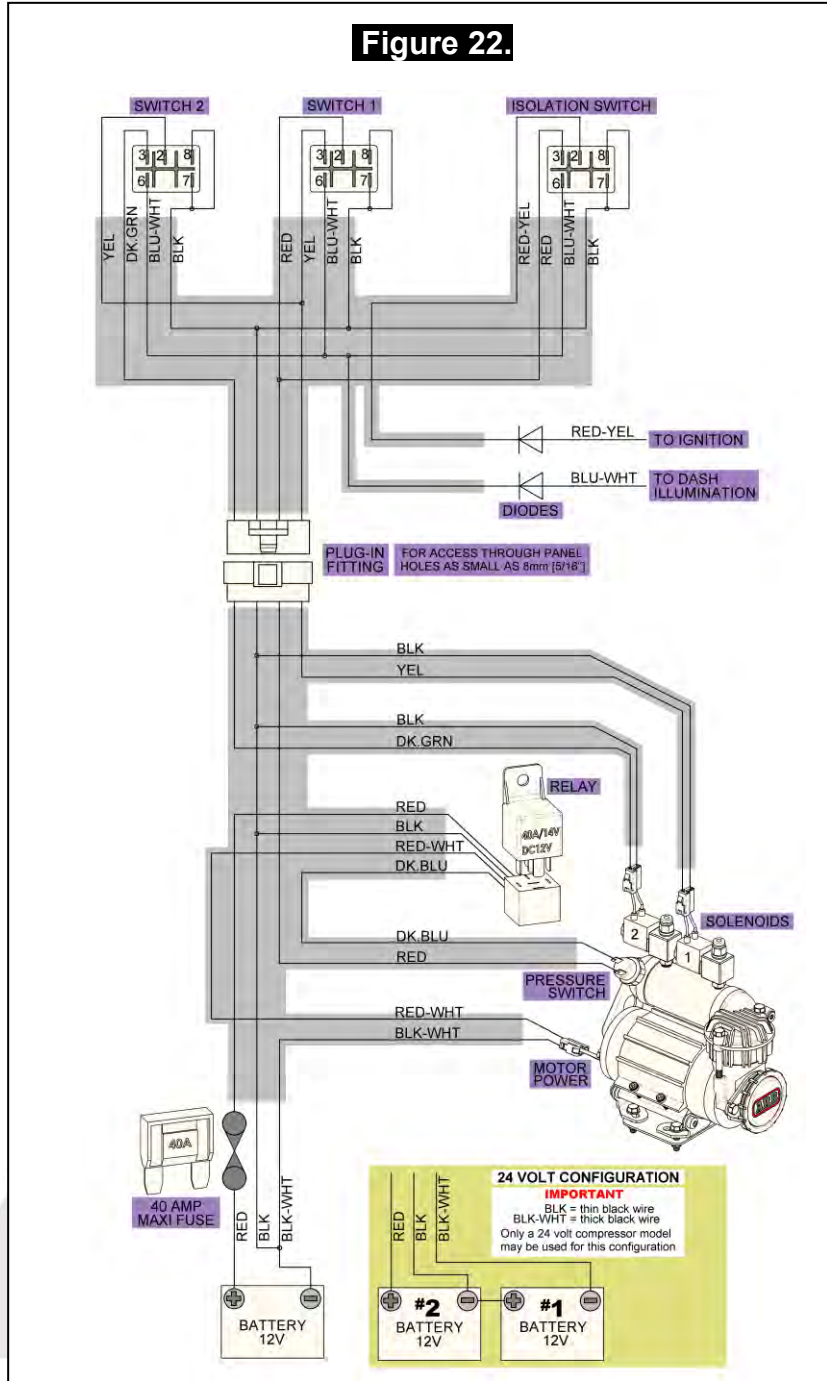 Figure 22.
SWITCH 2
SWITCH 1
ISOLATION SWITCH
3 2 8
6 7
3 2 8
6 7
3 2 8
6 7
YEL
DK.GRN
BLU-WHT
BLK
RED
YEL
BLU-WHT
BLK
RED-YEL
RED
BLU-WHT
BLK
RED-YEL
TO IGNITION
BLU-WHT
TO DASH
ILLUMINATION
DIODES
PLUG-IN
FITTING
FOR ACCESS THROUGH PANEL
HOLES AS SMALL AS 8mm [5/16"]
BLK
YEL
BLK
DK.GRN
RELAY
40A/14V
DC12V
RED
BLK
RED-WHT
DK.BLU
DK.BLU
RED
2
1
SOLENOIDS
PRESSURE
SWITCH
RED-WHT
BLK-WHT
MOTOR
POWER
ARB
40A
40 AMP
MAXI FUSE
RED
BLK
BLK-WHT
BATTERY
12V
24 VOLT CONFIGURATION
IMPORTANT
BLK = thin black wire
BLK-WHT = thick black wire
Only a 24 volt compressor model
may be used for this configuration
RED
BLK
BLK-WHT
#2
BATTERY
12V
#1
BATTERY
12V